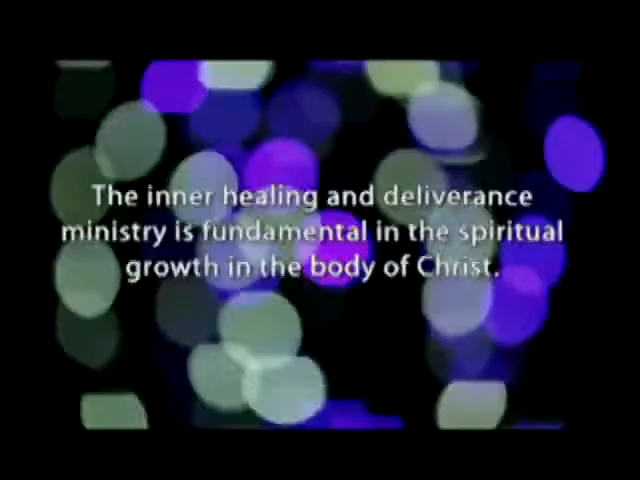 The inner healing and deliverance
ministry is fundamental in the spiritual
growth in the body of Christ.